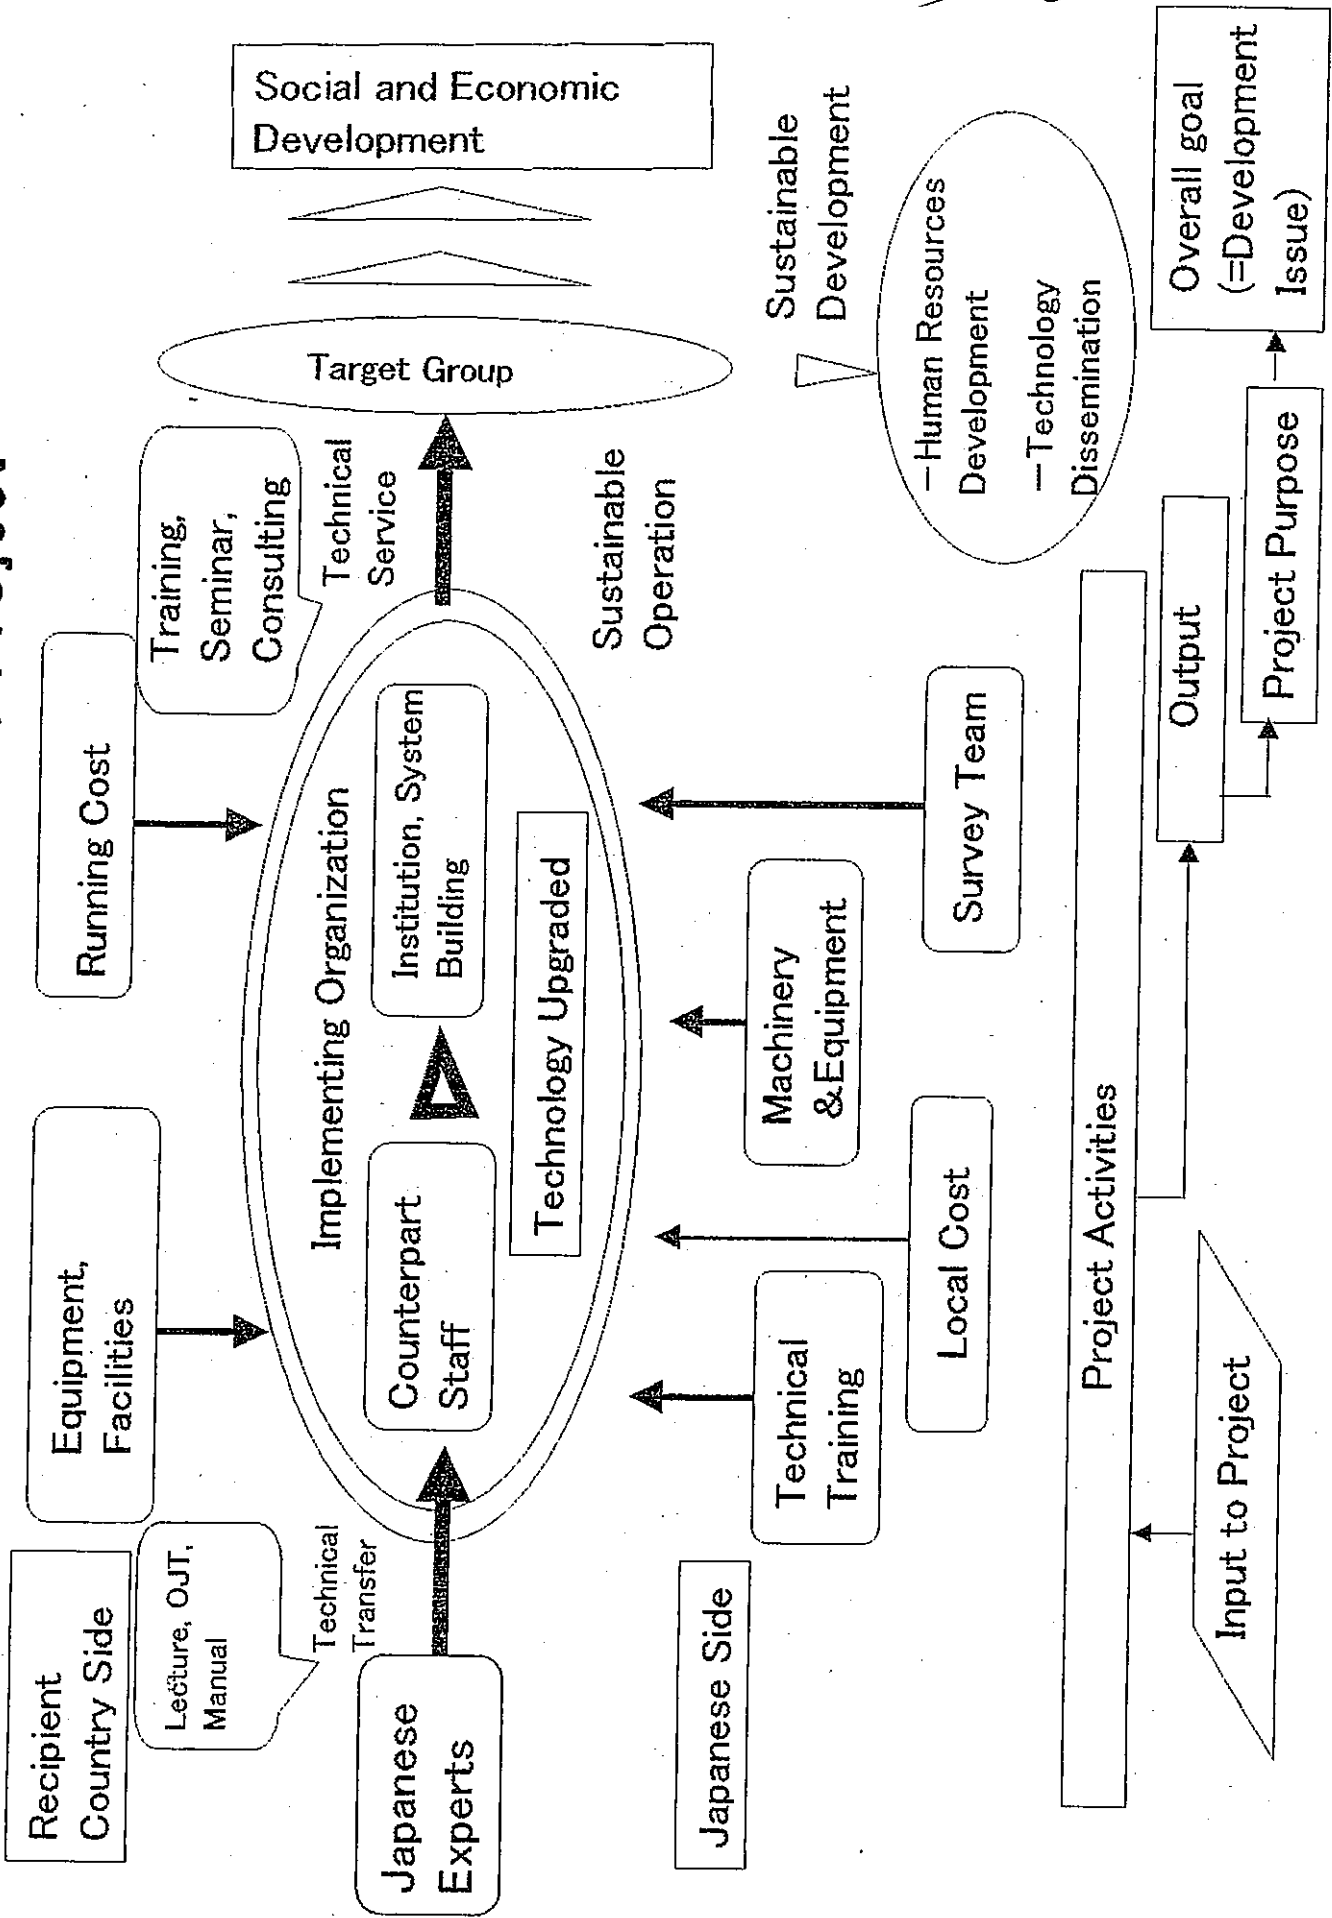 Recipient
Country Side
Equipment,
Facilities
Running Cost
Lecture, OJT,
Manual
Technical
Transfer
Training,
Seminar,
Consulting
Technical
Service
Japanese
Experts
Implementing Organization
Counterpart
Staff
Institution, System
Building
Technology Upgraded
Target Group
Social and Economic
Development
Sustainable
Operation
Sustainable
Development
Japanese Side
Technical
Training
Local Cost
Machinery
&Equipment
Survey Team
—Human Resources
Development
—Technology
Dissemination
Project Activities
Input to Project
Output
Project Purpose
Overall goal
(=Development
Issue)